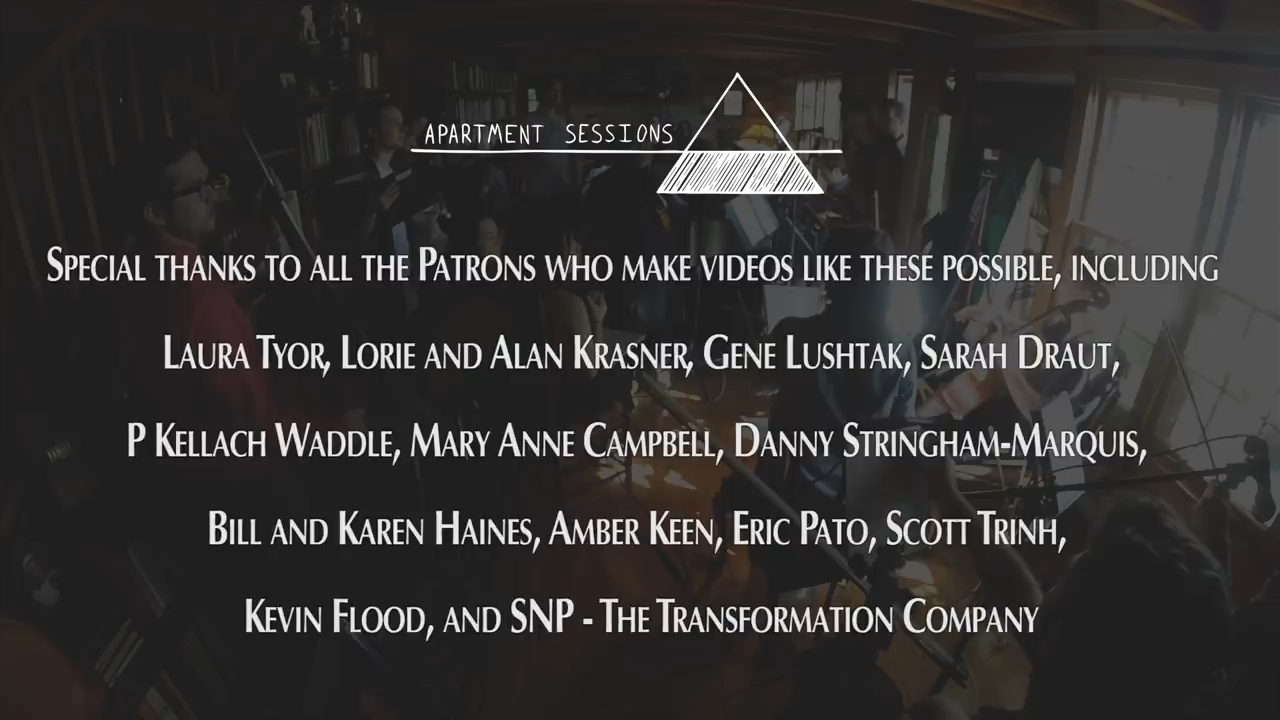 APARTMENT SESSIONS
Special thanks to all the Patrons who make videos like these possible, including
Laura Tyor, Lorie and Alan Krasner, Gene Lushtak, Sarah Draut,
P Kellach Waddle, Mary Anne Campbell, Danny Stringham-Marquis,
Bill and Karen Haines, Amber Keen, Eric Pato, Scott Trinh,
Kevin Flood, and SNP - The Transformation Company